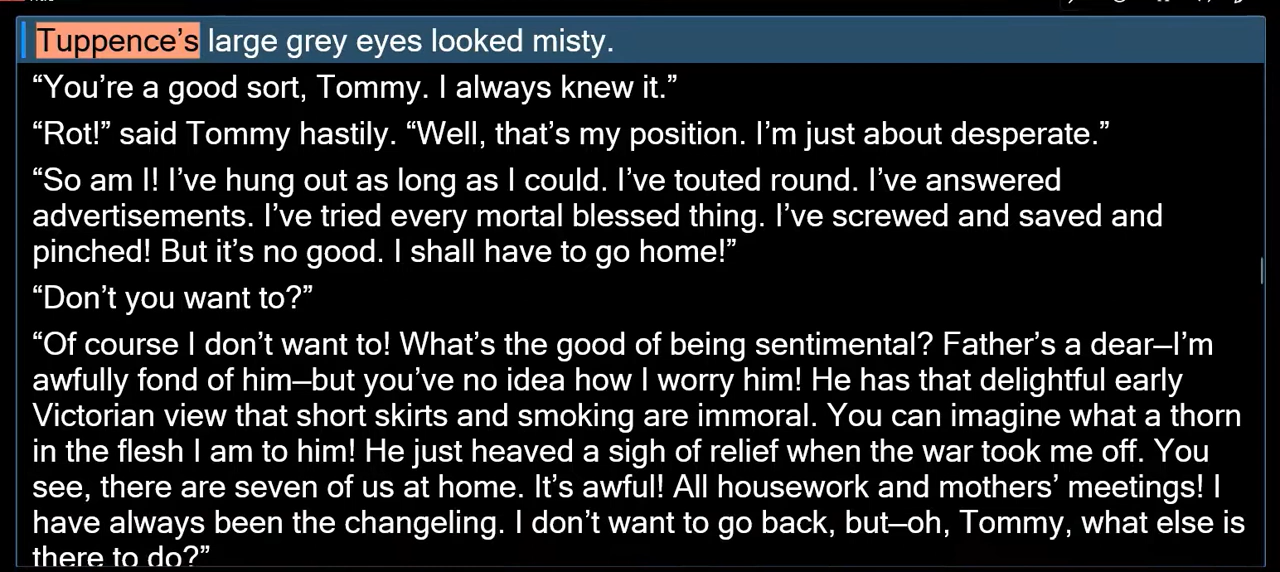 Tuppence’s large grey eyes looked misty.
“You’re a good sort, Tommy. I always knew it.”
“Rot!” said Tommy hastily. “Well, that’s my position. I’m just about desperate.”
“So am I! I’ve hung out as long as I could. I’ve touted round. I’ve answered
advertisements. I’ve tried every mortal blessed thing. I’ve screwed and saved and
pinched! But it’s no good. I shall have to go home!”
“Don’t you want to?”
“Of course I don’t want to! What’s the good of being sentimental? Father’s a dear—I’m
awfully fond of him—but you’ve no idea how I worry him! He has that delightful early
Victorian view that short skirts and smoking are immoral. You can imagine what a thorn
in the flesh I am to him! He just heaved a sigh of relief when the war took me off. You
see, there are seven of us at home. It’s awful! All housework and mothers’ meetings! I
have always been the changeling. I don’t want to go back, but—oh, Tommy, what else is
there to do?”